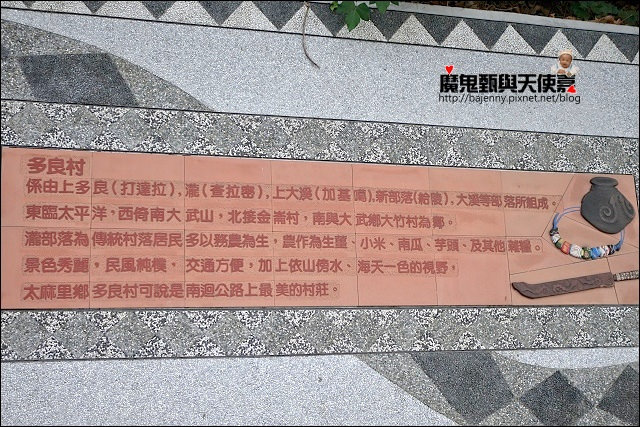 魔鬼甄與天使嘉
http://bajenny.pixnet.net/blog
多良村
係由上多良(打達拉),瀧(查拉密),上大溪(加基喃),新部落(給陵),大溪等部落所組成。
東臨太平洋,西倚南大武山,北接金崙村,南與大武鄉大竹村為鄰。
瀧部落為傳統村落居民多以務農為生,農作為生薑、小米、南瓜、芋頭、及其他雜糧。
景色秀麗,民風純樸,交通方便,加上依山傍水、海天一色的視野,
太麻里鄉多良村可說是南迴公路上最美的村莊。